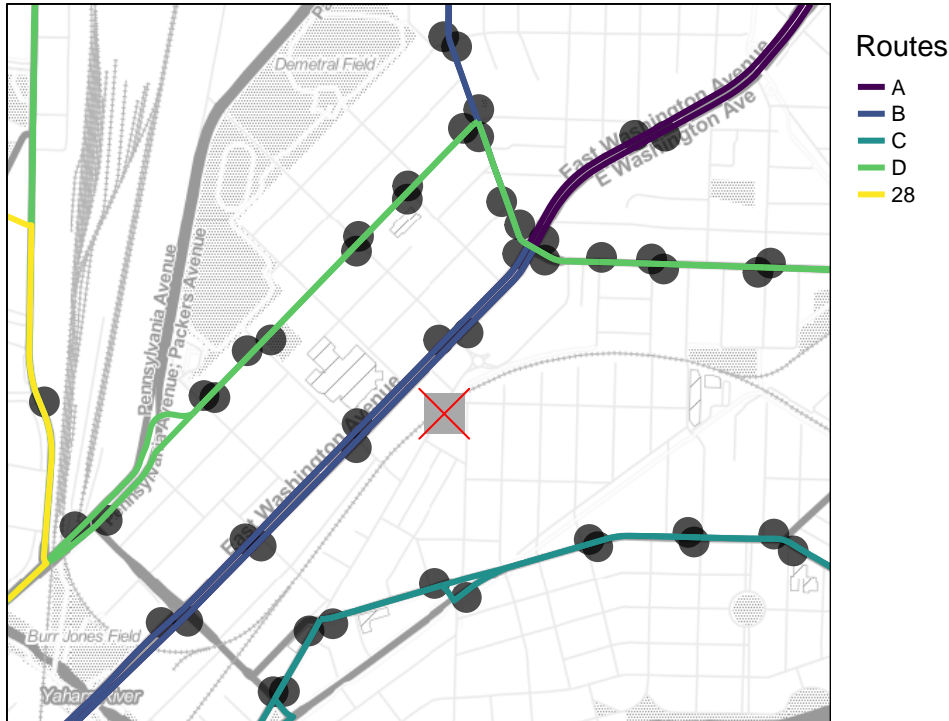 Pa
Demetral Field
East Washington Avenue
E Washington Ave
Pennsylvania Avenue
Pennsylvania Avenue; Packers Avenue
East Washington Avenue
Burr Jones Field
Yahara River
Routes
A
B
C
D
28